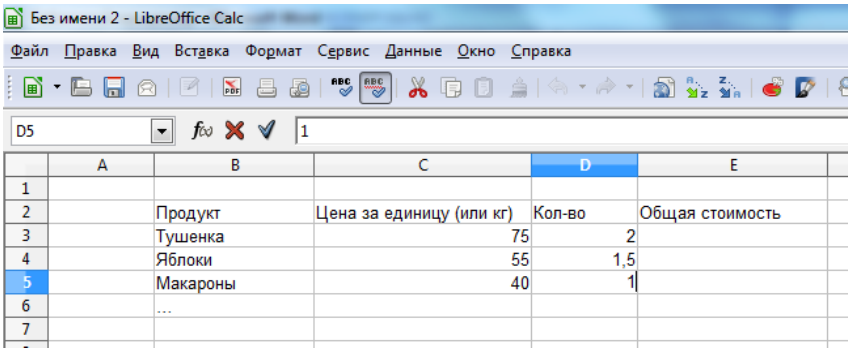 Без имени 2 - LibreOffice Calc
Файл Правка Вид Вставка Формат Сервис Данные Окно Справка
D5 f(x) 1
A B C D E
1
2 Продукт Цена за единицу (или кг) Кол-во Общая стоимость
3 Тушенка 75 2
4 Яблоки 55 1,5
5 Макароны 40 1
6 ...
7